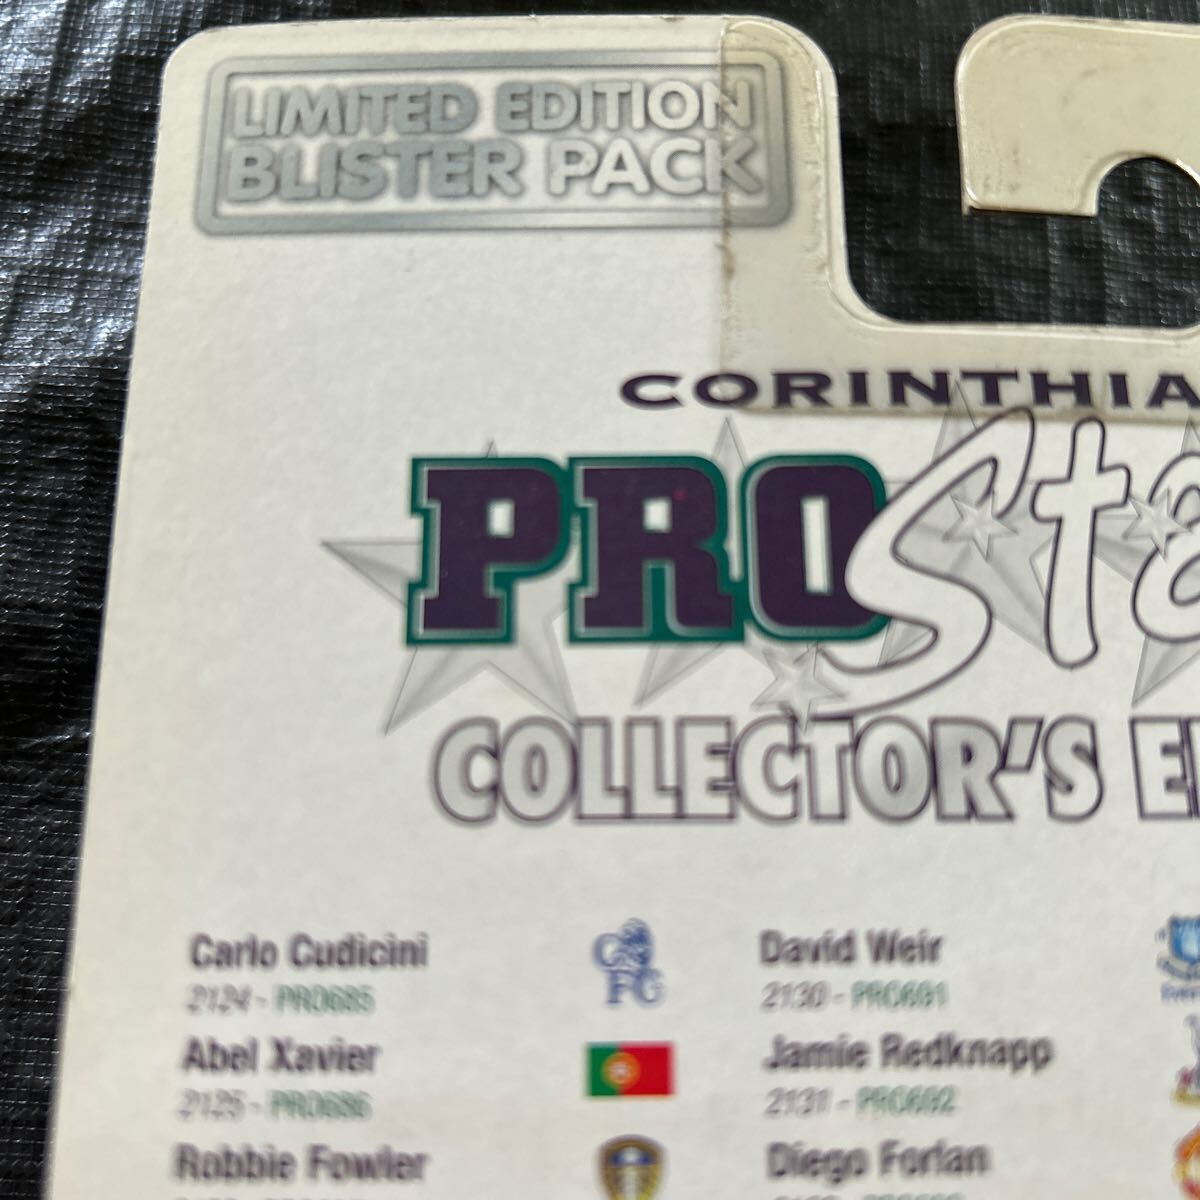 LIMITED EDITION
BLISTER PACK
CORINTHIA
PROSta
COLLECTOR'S E
Carlo Cudicini
2124 - PRO685
David Weir
2130 - PRO691
Abel Xavier
2125 - PRO686
Jamie Redknapp
2131 - PRO692
Robbie Fowler
Diego Forlan